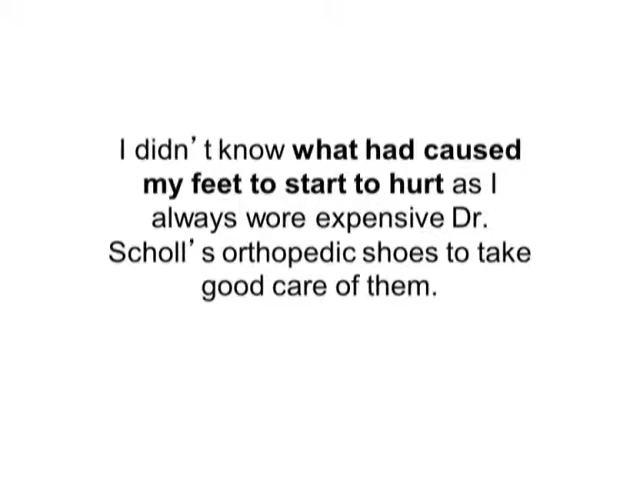 I didn't know what had caused
my feet to start to hurt as I
always wore expensive Dr.
Scholl's orthopedic shoes to take
good care of them.